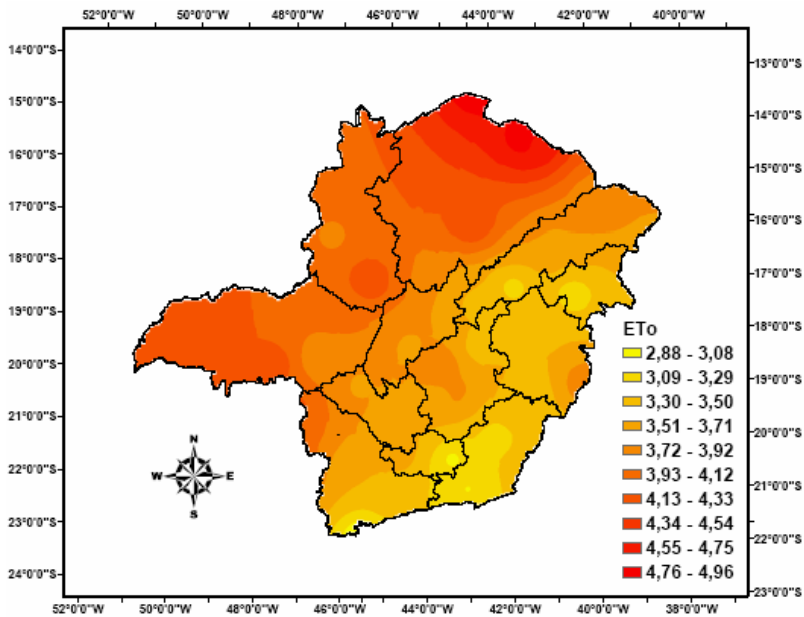 52°0'0"W 50°0'0"W 48°0'0"W 46°0'0"W 44°0'0"W 42°0'0"W 40°0'0"W
14°0'0"S
13°0'0"S
15°0'0"S
14°0'0"S
16°0'0"S
15°0'0"S
17°0'0"S
16°0'0"S
18°0'0"S
17°0'0"S
19°0'0"S
18°0'0"S
20°0'0"S
19°0'0"S
21°0'0"S
20°0'0"S
22°0'0"S
21°0'0"S
23°0'0"S
22°0'0"S
24°0'0"S
23°0'0"S
N
W E
S
ETo
2,88 - 3,08
3,09 - 3,29
3,30 - 3,50
3,51 - 3,71
3,72 - 3,92
3,93 - 4,12
4,13 - 4,33
4,34 - 4,54
4,55 - 4,75
4,76 - 4,96
52°0'0"W 50°0'0"W 48°0'0"W 46°0'0"W 44°0'0"W 42°0'0"W 40°0'0"W 38°0'0"W